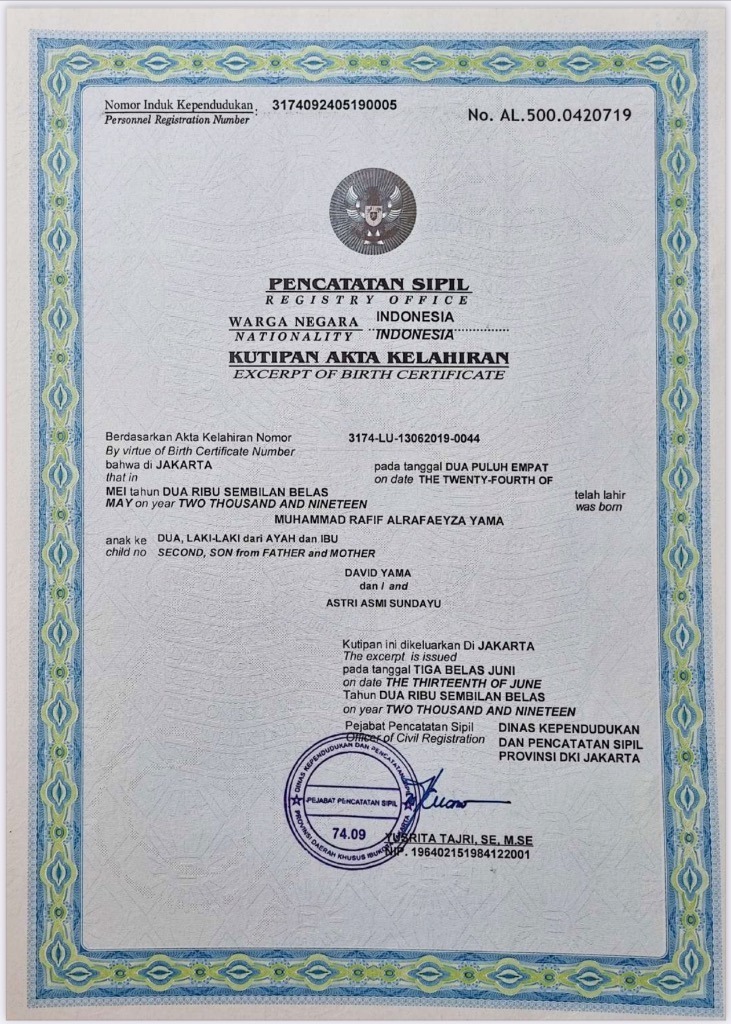 Nomor Induk Kependudukan : 3174092405190005
Personnel Registration Number
No. AL.500.0420719
PENCATATAN SIPIL
REGISTRY OFFICE
WARGA NEGARA INDONESIA
NATIONALITY INDONESIA
KUTIPAN AKTA KELAHIRAN
EXCERPT OF BIRTH CERTIFICATE
Berdasarkan Akta Kelahiran Nomor 3174-LU-13062019-0044
By virtue of Birth Certificate Number
bahwa di JAKARTA pada tanggal DUA PULUH EMPAT
that in on date THE TWENTY-FOURTH OF
MEI tahun DUA RIBU SEMBILAN BELAS telah lahir
MAY on year TWO THOUSAND AND NINETEEN was born
MUHAMMAD RAFIF ALRAFAEYZA YAMA
anak ke DUA, LAKI-LAKI dari AYAH dan IBU
child no SECOND, SON from FATHER and MOTHER
DAVID YAMA
dan / and
ASTRI ASMI SUNDAYU
Kutipan ini dikeluarkan Di JAKARTA
The excerpt is issued
pada tanggal TIGA BELAS JUNI
on date THE THIRTEENTH OF JUNE
Tahun DUA RIBU SEMBILAN BELAS
on year TWO THOUSAND AND NINETEEN
Pejabat Pencatatan Sipil DINAS KEPENDUDUKAN
Officer of Civil Registration DAN PENCATATAN SIPIL
PROVINSI DKI JAKARTA
DINAS KEPENDUDUKAN DAN PENCATATAN SIPIL
PEJABAT PENCATATAN SIPIL
74.09
PROVINSI DAERAH KHUSUS IBUKOTA JAKARTA
YUSRITA TAJRI, SE, M.SE
NIP. 196402151984122001